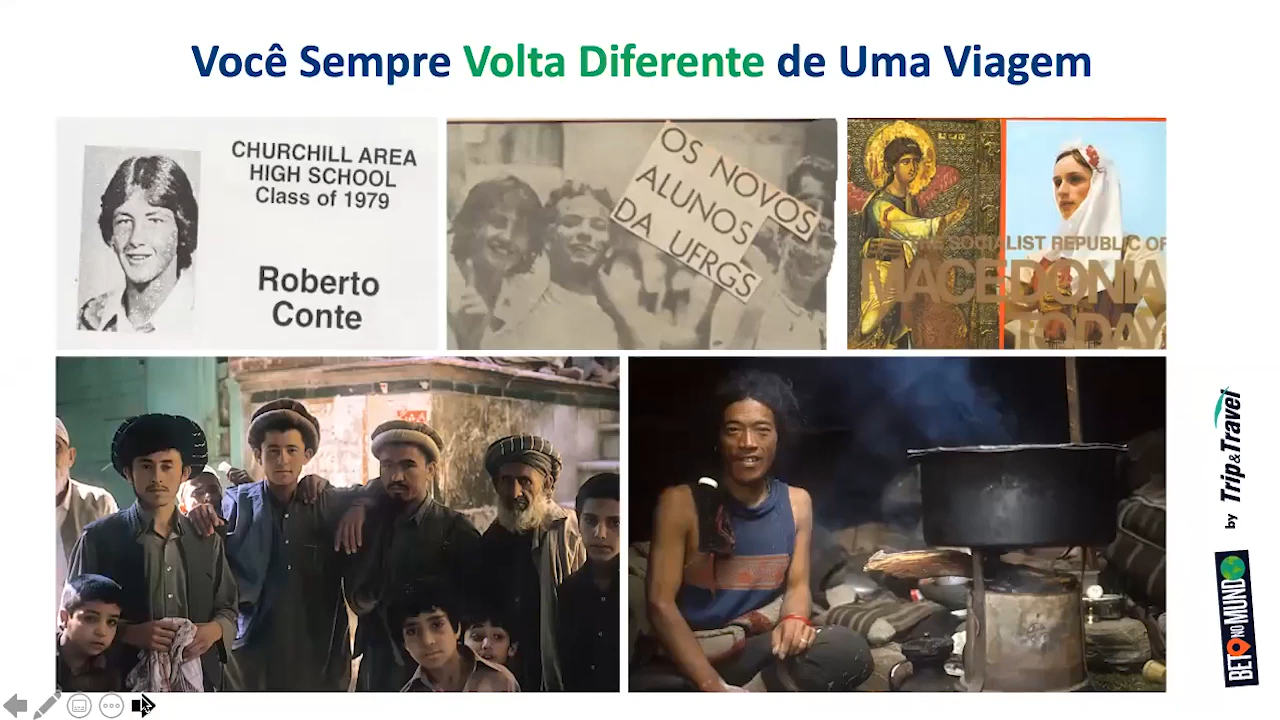 Você Sempre Volta Diferente de Uma Viagem
CHURCHILL AREA
HIGH SCHOOL
Class of 1979
Roberto
Conte
OS NOVOS
ALUNOS
DA UFRGS
THE SOCIALIST REPUBLIC OF
MACEDONIA
TODAY
by Trip&Travel
BETO NO MUNDO